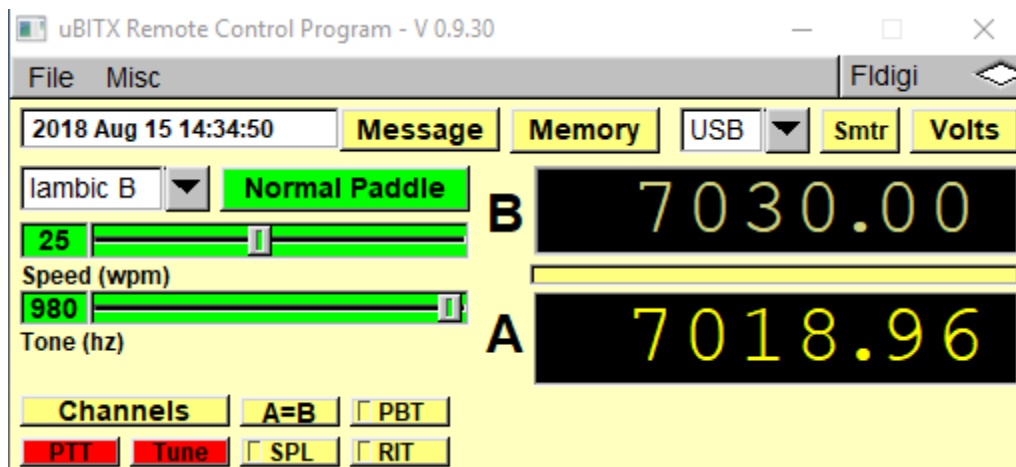 uBITX Remote Control Program - V 0.9.30
File Misc Fldigi
2018 Aug 15 14:34:50 Message Memory USB Smtr Volts
Iambic B Normal Paddle
B 7030.00
25
Speed (wpm)
980
Tone (hz)
A 7018.96
Channels A=B PBT
PTT Tune SPL RIT